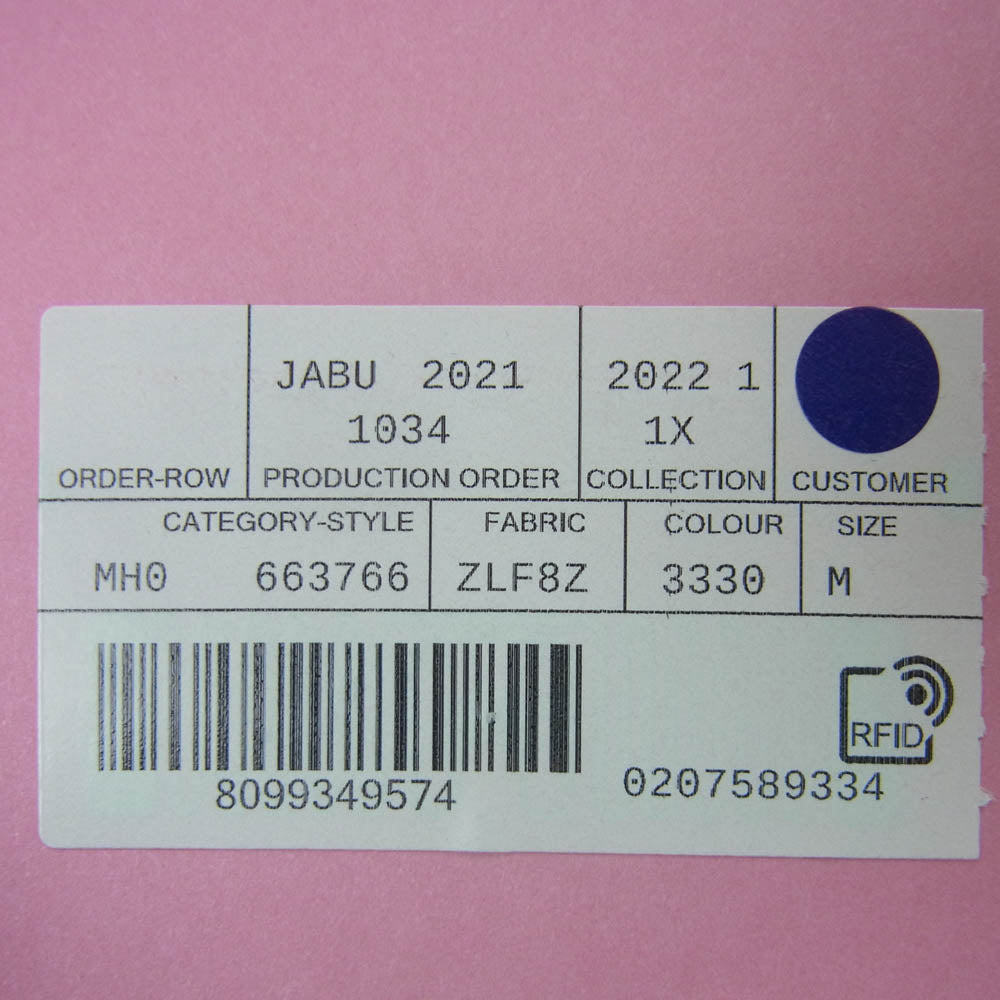 JABU 2021
1034
2022 1
1X
ORDER-ROW PRODUCTION ORDER COLLECTION CUSTOMER
CATEGORY-STYLE FABRIC COLOUR SIZE
MH0 663766 ZLF8Z 3330 M
RFID
8099349574
0207589334